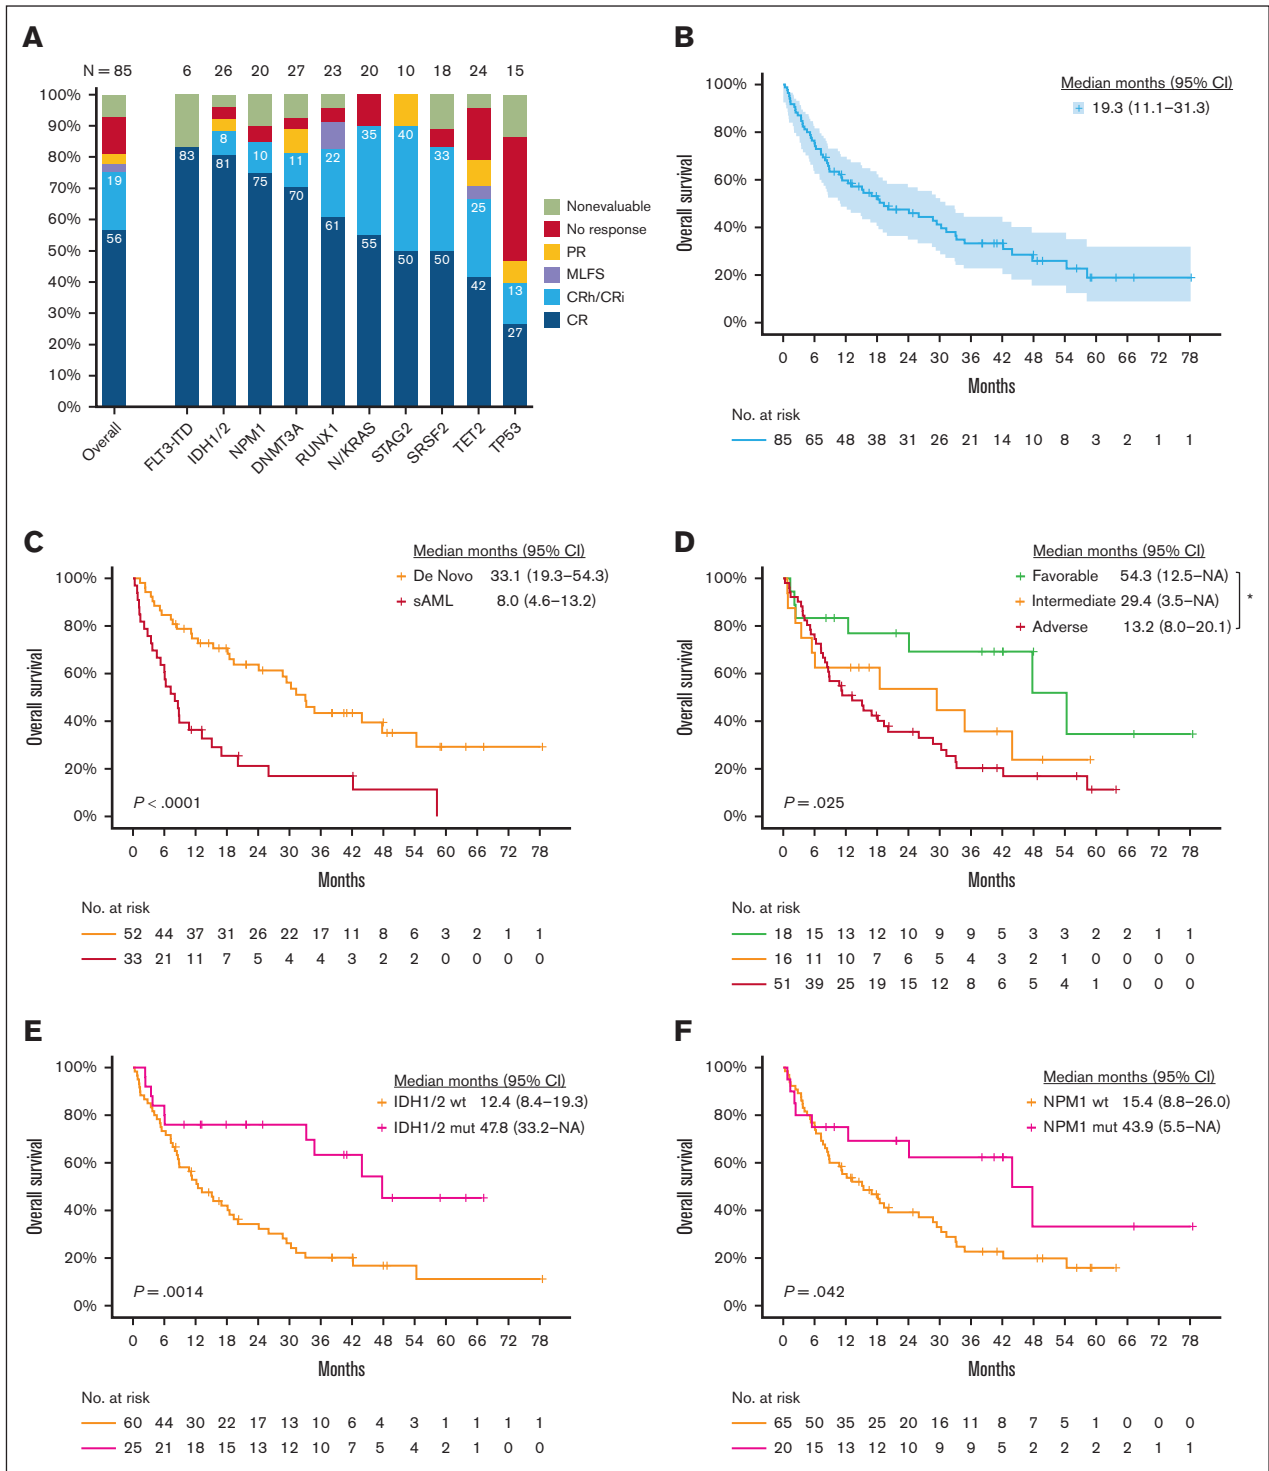 A
N = 85 6 26 20 27 23 20 10 18 24 15
100%
90%
80%
70%
60%
50%
40%
30%
20%
10%
0%
19
56
83
8
81
10
75
11
70
22
61
35
55
40
50
33
50
25
42
13
27
Overall
FLT3-ITD
IDH1/2
NPM1
DNMT3A
RUNX1
N/KRAS
STAG2
SRSF2
TET2
TP53
Nonevaluable
No response
PR
MLFS
CRh/CRi
CR
B
Median months (95% CI)
19.3 (11.1–31.3)
Overall survival
100%
80%
60%
40%
20%
0%
0 6 12 18 24 30 36 42 48 54 60 66 72 78
Months
No. at risk
85 65 48 38 31 26 21 14 10 8 3 2 1 1
C
Median months (95% CI)
De Novo 33.1 (19.3–54.3)
sAML 8.0 (4.6–13.2)
Overall survival
100%
80%
60%
40%
20%
0%
P < .0001
0 6 12 18 24 30 36 42 48 54 60 66 72 78
Months
No. at risk
52 44 37 31 26 22 17 11 8 6 3 2 1 1
33 21 11 7 5 4 4 3 2 2 0 0 0 0
D
Median months (95% CI)
Favorable 54.3 (12.5–NA)
Intermediate 29.4 (3.5–NA)
Adverse 13.2 (8.0–20.1)
*
Overall survival
100%
80%
60%
40%
20%
0%
P = .025
0 6 12 18 24 30 36 42 48 54 60 66 72 78
Months
No. at risk
18 15 13 12 10 9 9 5 3 3 2 2 1 1
16 11 10 7 6 5 4 3 2 1 0 0 0 0
51 39 25 19 15 12 8 6 5 4 1 0 0 0
E
Median months (95% CI)
IDH1/2 wt 12.4 (8.4–19.3)
IDH1/2 mut 47.8 (33.2–NA)
Overall survival
100%
80%
60%
40%
20%
0%
P = .0014
0 6 12 18 24 30 36 42 48 54 60 66 72 78
Months
No. at risk
60 44 30 22 17 13 10 6 4 3 1 1 1 1
25 21 18 15 13 12 10 7 5 4 2 1 0 0
F
Median months (95% CI)
NPM1 wt 15.4 (8.8–26.0)
NPM1 mut 43.9 (5.5–NA)
Overall survival
100%
80%
60%
40%
20%
0%
P = .042
0 6 12 18 24 30 36 42 48 54 60 66 72 78
Months
No. at risk
65 50 35 25 20 16 11 8 7 5 1 0 0 0
20 15 13 12 10 9 9 5 2 2 2 2 1 1